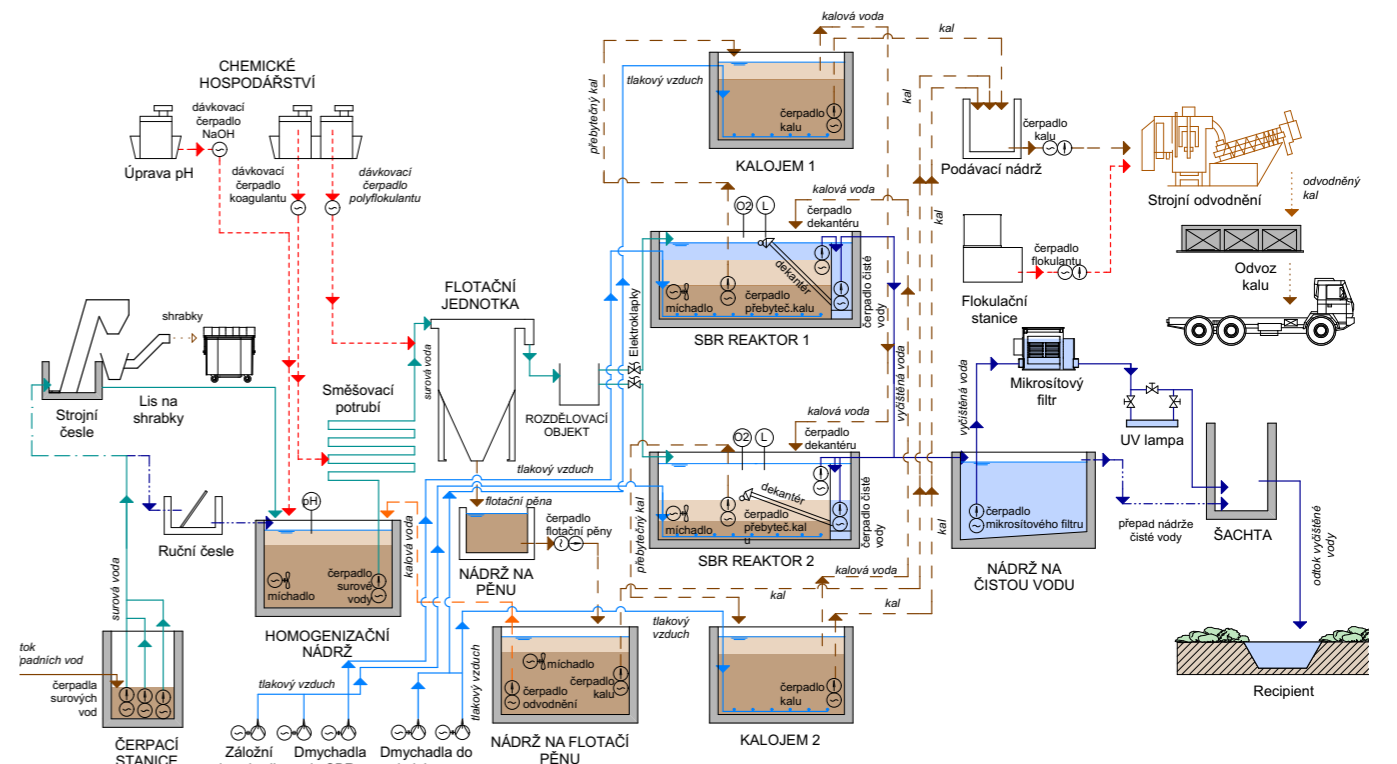 CHEMICKÉ
HOSPODÁŘSTVÍ
dávkovací
čerpadlo
NaOH
Úprava pH
dávkovací
čerpadlo
koagulantu
dávkovací
čerpadlo
polyflokulantu
shrabky
Strojní
česle
Lis na
shrabky
Směšovací
potrubí
FLOTAČNÍ
JEDNOTKA
surová voda
ROZDĚLOVACÍ
OBJEKT
Elektroklapky
Ruční česle
pH
míchadlo
čerpadlo
surové
vody
HOMOGENIZAČNÍ
NÁDRŽ
kalová voda
surová voda
čerpadla
surových
vod
ČERPACÍ
STANICE
flotační pěna
NÁDRŽ NA
PĚNU
čerpadlo
flotační pěny
tlakový vzduch
tlakový vzduch
tlakový vzduch
Záložní
Dmychadla
Dmychadla do
míchadlo
čerpadlo
odvodnění
čerpadlo
kalu
NÁDRŽ NA FLOTAČÍ
PĚNU
kalová voda
kal
přebytečný kal
tlakový vzduch
čerpadlo
kalu
KALOJEM 1
kalová voda
O2
L
čerpadlo
dekantéru
dekantér
míchadlo
čerpadlo
přebyteč.kalu
čerpadlo čisté
vody
SBR REAKTOR 1
vyčištěná voda
kalová voda
O2
L
čerpadlo
dekantéru
dekantér
míchadlo
čerpadlo
přebyteč.kal
u
čerpadlo čisté
vody
SBR REAKTOR 2
přebytečný kal
kalová voda
kal
kal
tlakový
vzduch
čerpadlo
kalu
KALOJEM 2
kal
kal
kal
Podávací nádrž
čerpadlo
kalu
Strojní odvodnění
odvodněný
kal
Odvoz
kalu
čerpadlo
flokulantu
Flokulační
stanice
Mikrosítový
filtr
vyčištěná voda
UV lampa
čerpadlo
mikrosítového filtru
NÁDRŽ NA
ČISTOU VODU
přepad nádrže
čisté vody
ŠACHTA
odtok vyčištěné
vody
Recipient